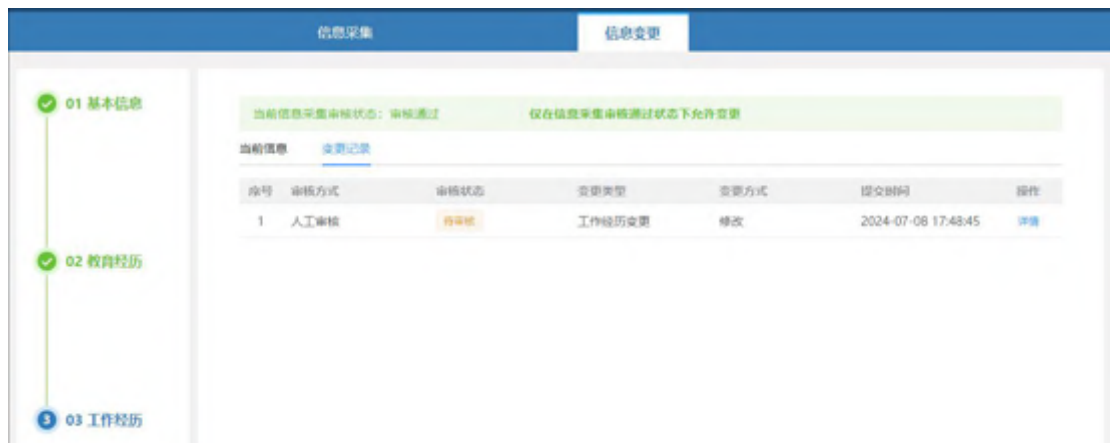 信息采集 信息变更
01 基本信息
当前信息采集审核状态：审核通过 仅在信息采集审核通过状态下允许变更
当前信息 变更记录
序号 审核方式 审核状态 变更类型 变更方式 提交时间 操作
1 人工审核 待审核 工作经历变更 修改 2024-07-08 17:48:45 详情
02 教育经历
3 03 工作经历